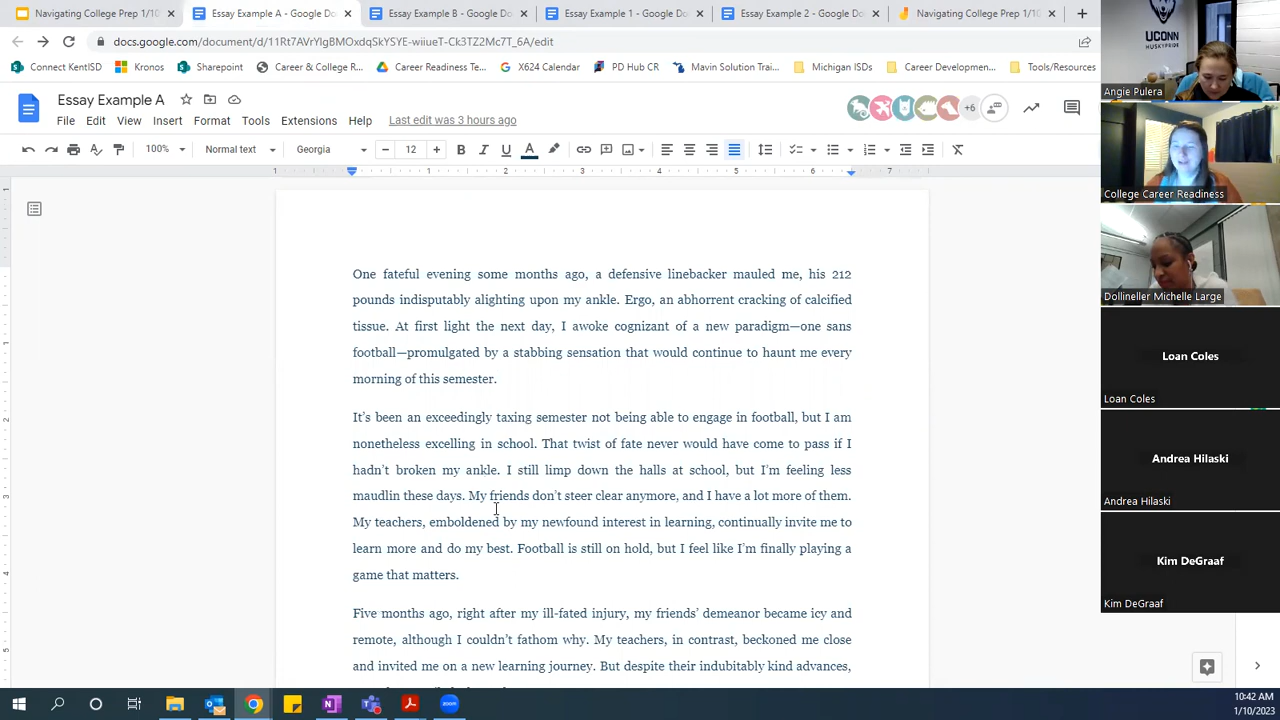 Navigating College Prep 1/10
Essay Example A - Google Do
Essay Example Google Do
Essay Example Google Do
Essay Example Google Do
Navigating College Prep 1/10
docs.google.com/document/d/11Rt7AVrYlgBMOxdqSkYSYE-wiiueT-Ck3TZ2Mc7T_6A/edit
Connect KentISD
Kronos
Sharepoint
Career & College R...
Career Readiness Te...
GR 2024 Calendar
PD Hub CR
Mavin Solution Trai...
Michigan ISDs
Career Developmen...
Tools/Resources
Essay Example A
File Edit View Insert Format Tools Extensions Help Last edit was 3 hours ago
+6
100% Normal text Georgia 12
1 1 2 3 4 5 6 7
One fateful evening some months ago, a defensive linebacker mauled me, his 212
pounds indisputably alighting upon my ankle. Ergo, an abhorrent cracking of calcified
tissue. At first light the next day, I awoke cognizant of a new paradigm—one sans
football—promulgated by a stabbing sensation that would continue to haunt me every
morning of this semester.
It's been an exceedingly taxing semester not being able to engage in football, but I am
nonetheless excelling in school. That twist of fate never would have come to pass if I
hadn't broken my ankle. I still limp down the halls at school, but I'm feeling less
maudlin these days. My friends don't steer clear anymore, and I have a lot more of them.
My teachers, emboldened by my newfound interest in learning, continually invite me to
learn more and do my best. Football is still on hold, but I feel like I'm finally playing a
game that matters.
Five months ago, right after my ill-fated injury, my friends' demeanor became icy and
remote, although I couldn't fathom why. My teachers, in contrast, beckoned me close
and invited me on a new learning journey. But despite their indubitably kind advances,
UCONN
HUSKYPRIDE
Angie Pulera
College Career Readiness
Dollineller Michelle Large
Loan Coles
Loan Coles
Andrea Hilaski
Andrea Hilaski
Kim DeGraaf
Kim DeGraaf
10:42 AM
1/10/2023